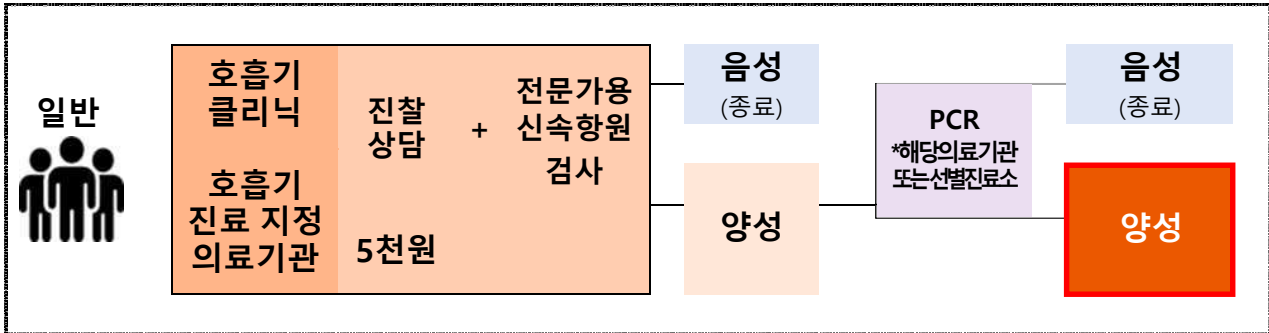 일반
호흡기
클리닉
호흡기
진료 지정
의료기관
진찰
상담
5천원
+
전문가용
신속항원
검사
음성
(종료)
양성
PCR
*해당의료기관
또는선별진료소
음성
(종료)
양성